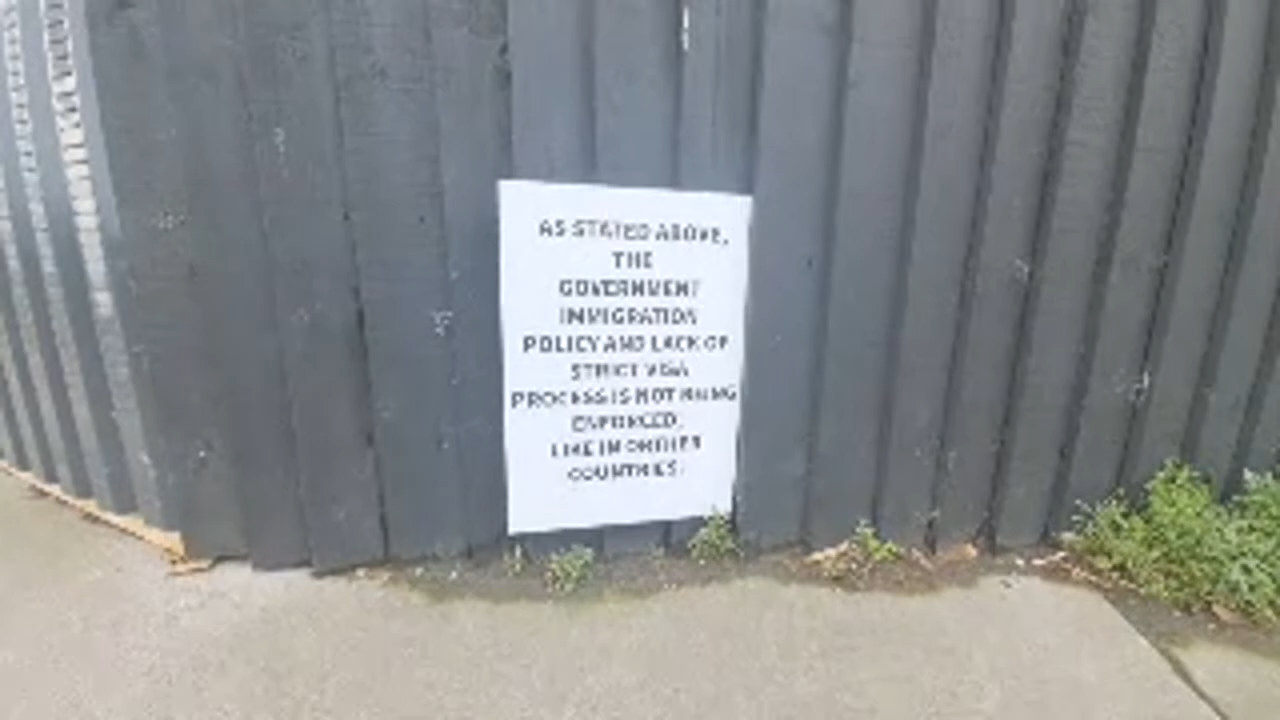 AS STATED ABOVE,
THE
GOVERNMENT
IMMIGRATION
POLICY AND LACK OF
STRICT VISA
PROCESS IS NOT BEING
ENFORCED.
LIKE IN OTHER
COUNTRIES.